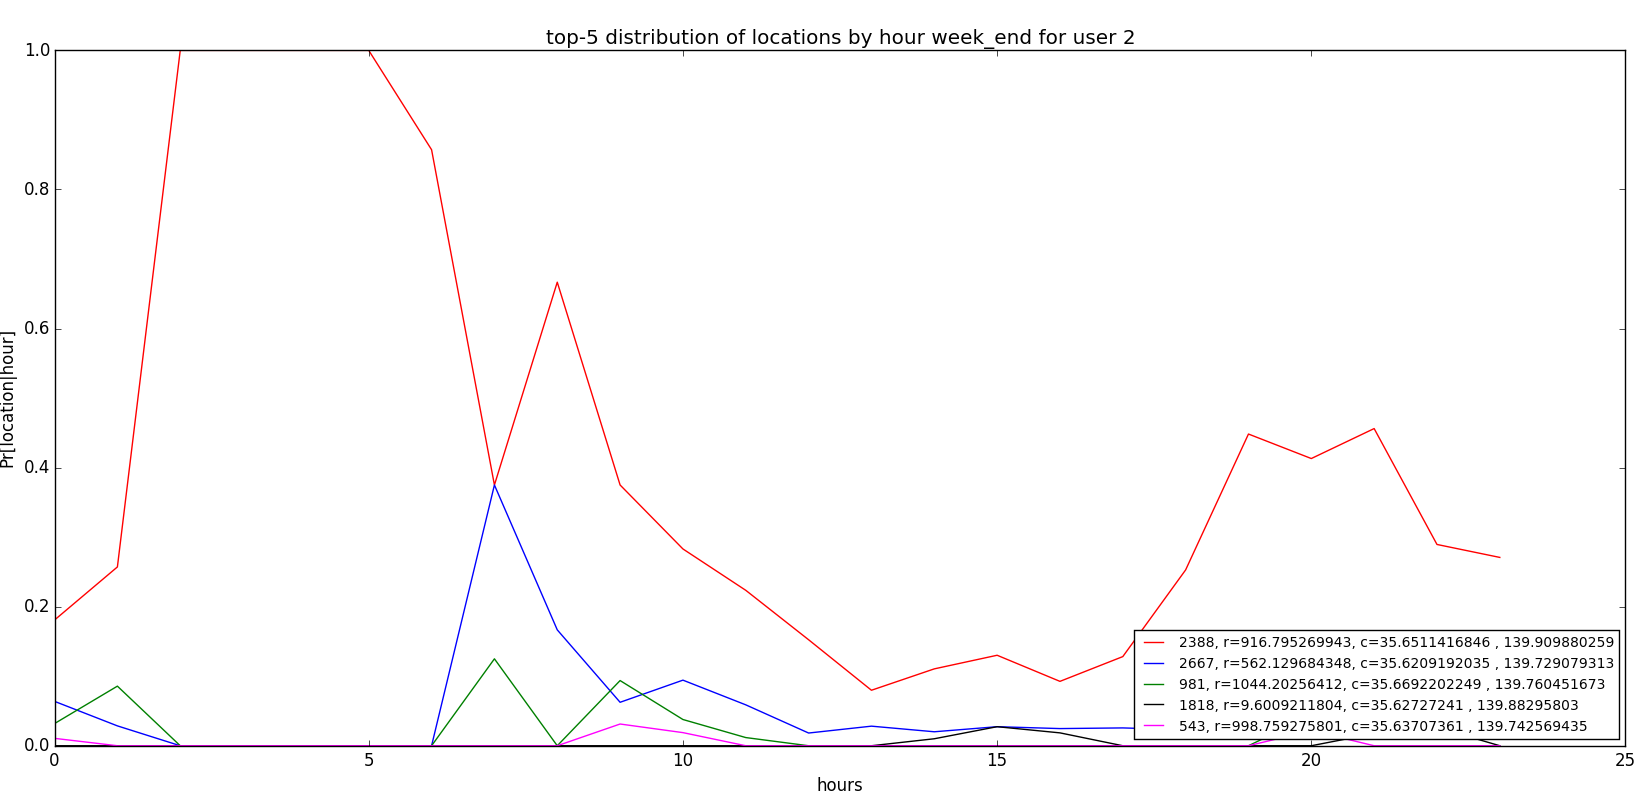 top-5 distribution of locations by hour week_end for user 2
1.0
0.8
0.6
0.4
0.2
0.0
Pr[location|hour]
2388, r=916.795269943, c=35.6511416846 , 139.909880259
2667, r=562.129684348, c=35.6209192035 , 139.729079313
981, r=1044.20256412, c=35.6692202249 , 139.760451673
1818, r=9.6009211804, c=35.62727241 , 139.88295803
543, r=998.759275801, c=35.63707361 , 139.742569435
0 5 10 15 20 25
hours